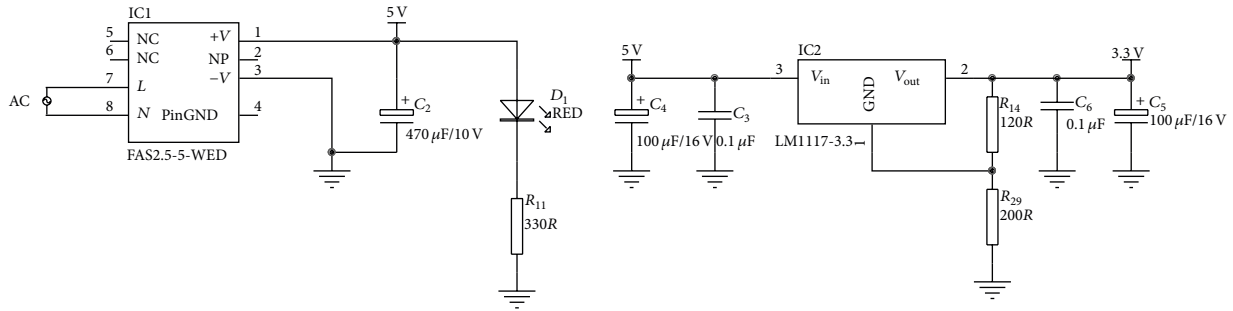 IC1
5 NC +V 1
6 NC NP 2
7 L −V 3
8 N PinGND 4
AC
FAS2.5-5-WED
5 V
+ C2
470 μF/10 V
D1
RED
R11
330R
5 V
+ C4
100 μF/16 V
C3
0.1 μF
IC2
3 Vin GND Vout 2
LM1117-3.3
1
R14
120R
R29
200R
3.3 V
C6
0.1 μF
+ C5
100 μF/16 V